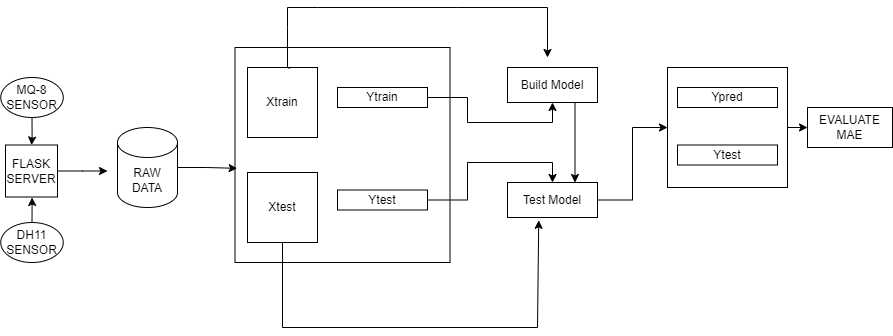 MQ-8
SENSOR
FLASK
SERVER
DH11
SENSOR
RAW
DATA
Xtrain
Ytrain
Xtest
Ytest
Build Model
Test Model
Ypred
Ytest
EVALUATE
MAE